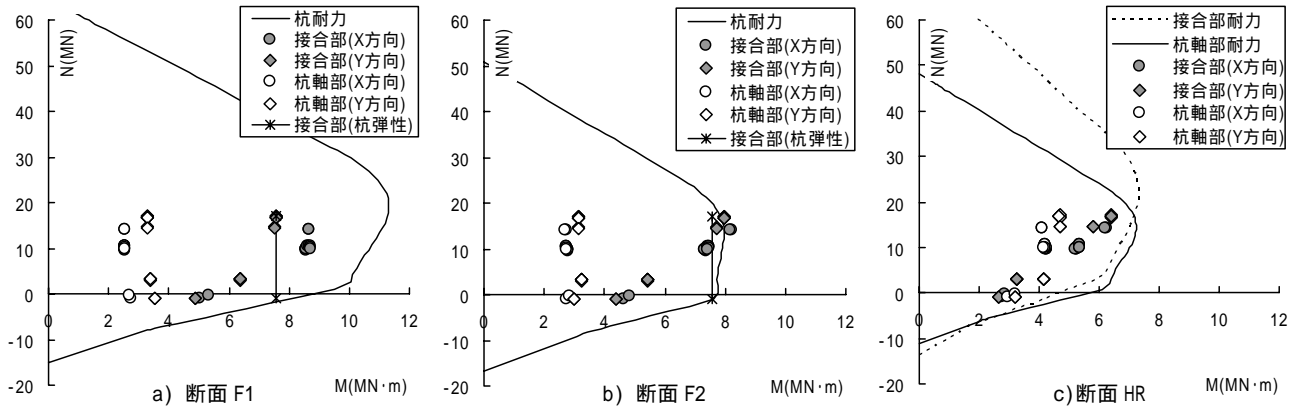 N(MN)
60
50
40
30
20
10
0
-10
-20
0 2 4 6 8 10 12
M(MN·m)
杭耐力
接合部(X方向)
接合部(Y方向)
杭軸部(X方向)
杭軸部(Y方向)
接合部(杭弾性)
a) 断面 F1
N(MN)
60
50
40
30
20
10
0
-10
-20
0 2 4 6 8 10 12
M(MN·m)
杭耐力
接合部(X方向)
接合部(Y方向)
杭軸部(X方向)
杭軸部(Y方向)
接合部(杭弾性)
b) 断面 F2
N(MN)
60
50
40
30
20
10
0
-10
-20
0 2 4 6 8 10 12
M(MN·m)
接合部耐力
杭軸部耐力
接合部(X方向)
接合部(Y方向)
杭軸部(X方向)
杭軸部(Y方向)
c)断面 HR